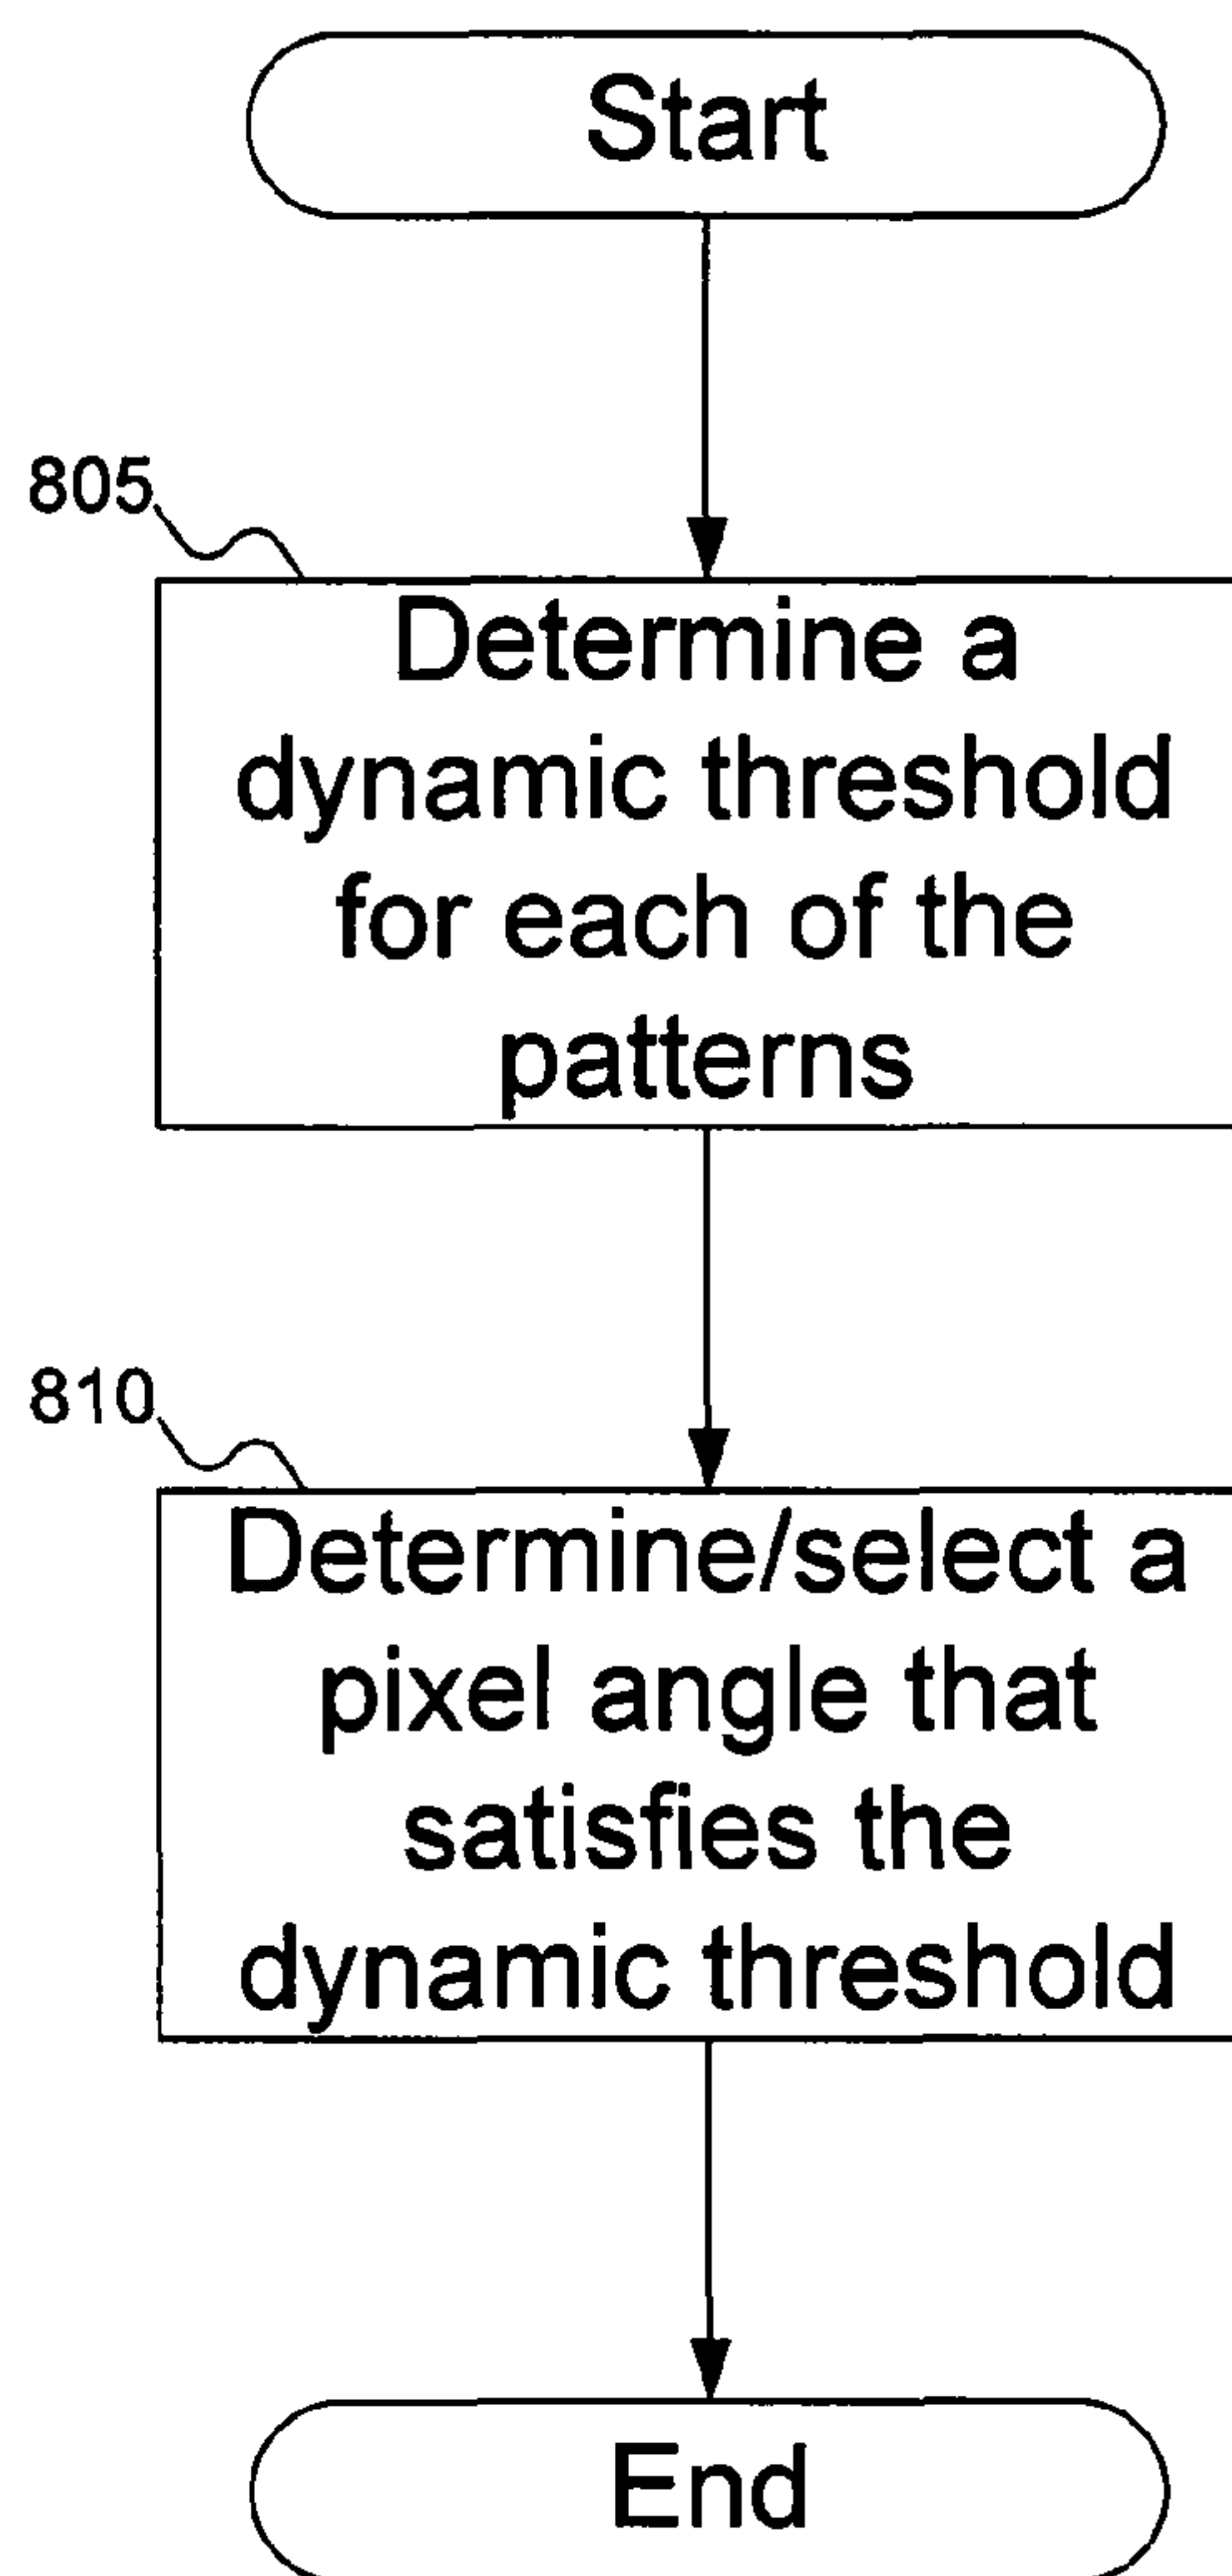 Start
805
Determine a
dynamic threshold
for each of the
patterns
810
Determine/select a
pixel angle that
satisfies the
dynamic threshold
End